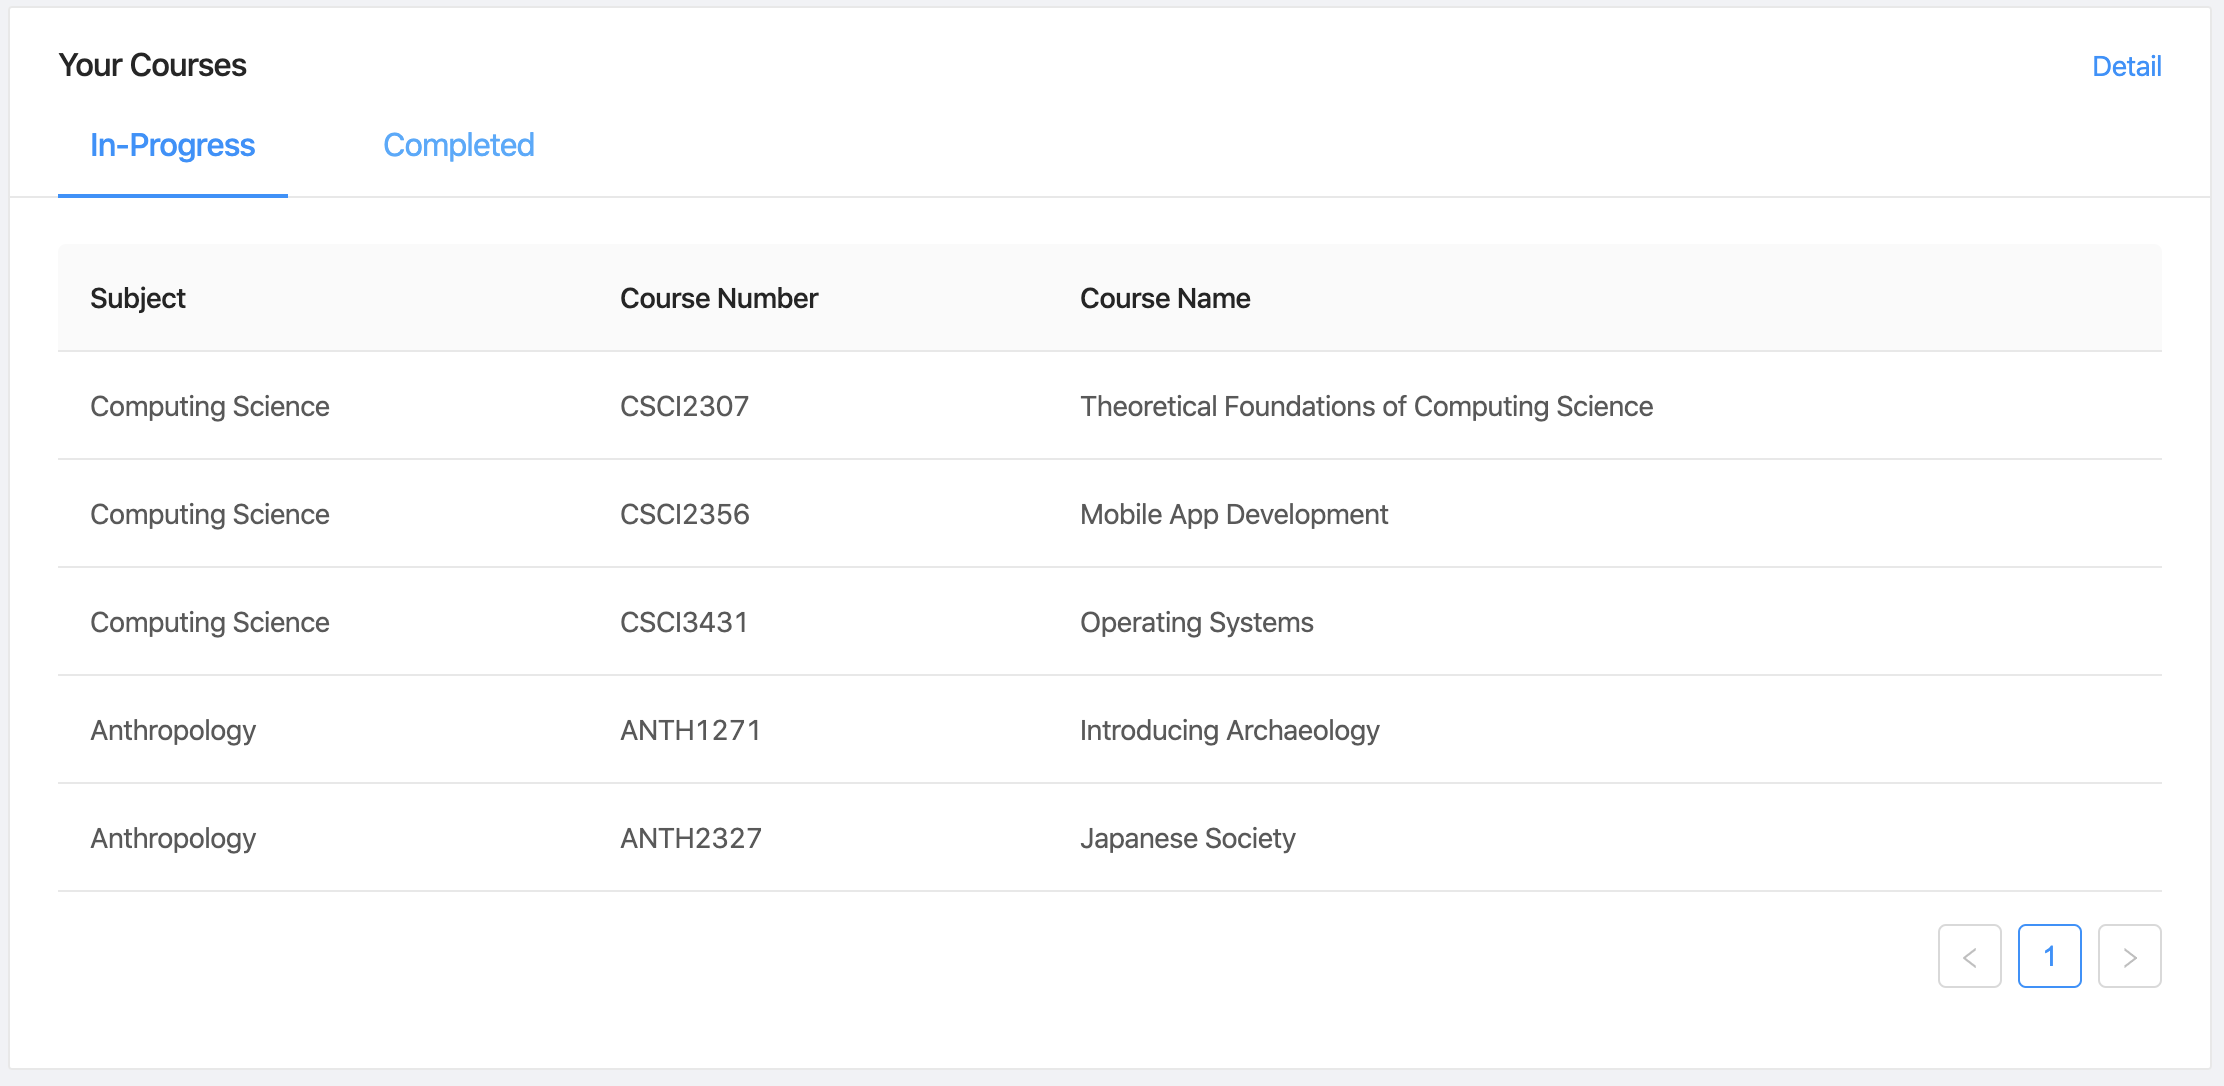 Your Courses Detail
In-Progress Completed
Subject Course Number Course Name
Computing Science CSCI2307 Theoretical Foundations of Computing Science
Computing Science CSCI2356 Mobile App Development
Computing Science CSCI3431 Operating Systems
Anthropology ANTH1271 Introducing Archaeology
Anthropology ANTH2327 Japanese Society
< 1 >